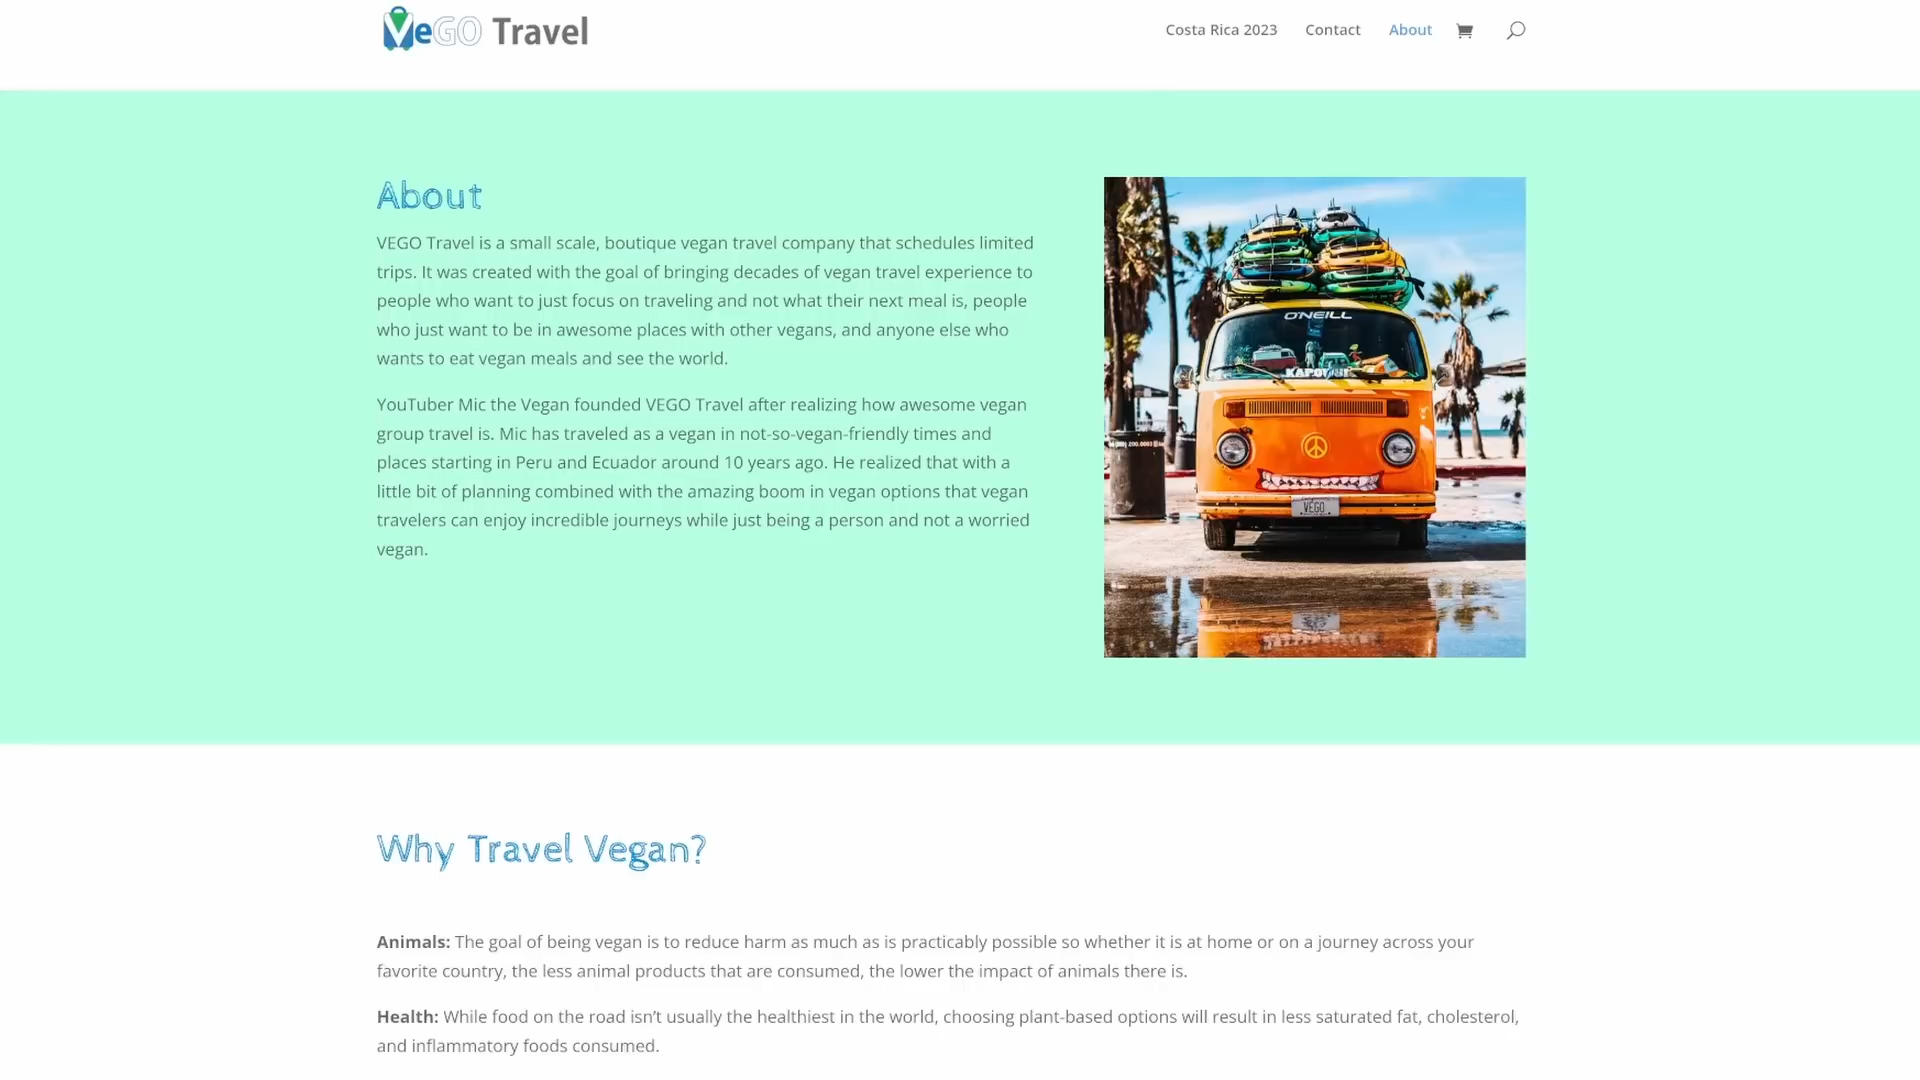 VeGO Travel
Costa Rica 2023 Contact About
About
VEGO Travel is a small scale, boutique vegan travel company that schedules limited
trips. It was created with the goal of bringing decades of vegan travel experience to
people who want to just focus on traveling and not what their next meal is, people
who just want to be in awesome places with other vegans, and anyone else who
wants to eat vegan meals and see the world.
YouTuber Mic the Vegan founded VEGO Travel after realizing how awesome vegan
group travel is. Mic has traveled as a vegan in not-so-vegan-friendly times and
places starting in Peru and Ecuador around 10 years ago. He realized that with a
little bit of planning combined with the amazing boom in vegan options that vegan
travelers can enjoy incredible journeys while just being a person and not a worried
vegan.
O'NEILL
VEGO
Why Travel Vegan?
Animals: The goal of being vegan is to reduce harm as much as is practicably possible so whether it is at home or on a journey across your
favorite country, the less animal products that are consumed, the lower the impact of animals there is.
Health: While food on the road isn’t usually the healthiest in the world, choosing plant-based options will result in less saturated fat, cholesterol,
and inflammatory foods consumed.